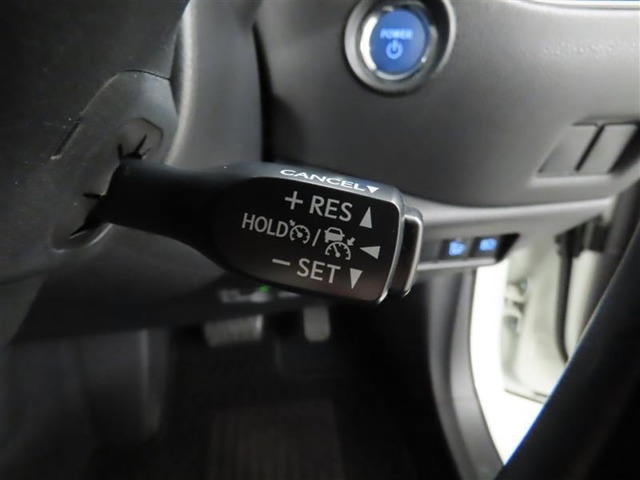 POWER
CANCEL▼
+ RES ▲
HOLD / ◀
− SET ▼